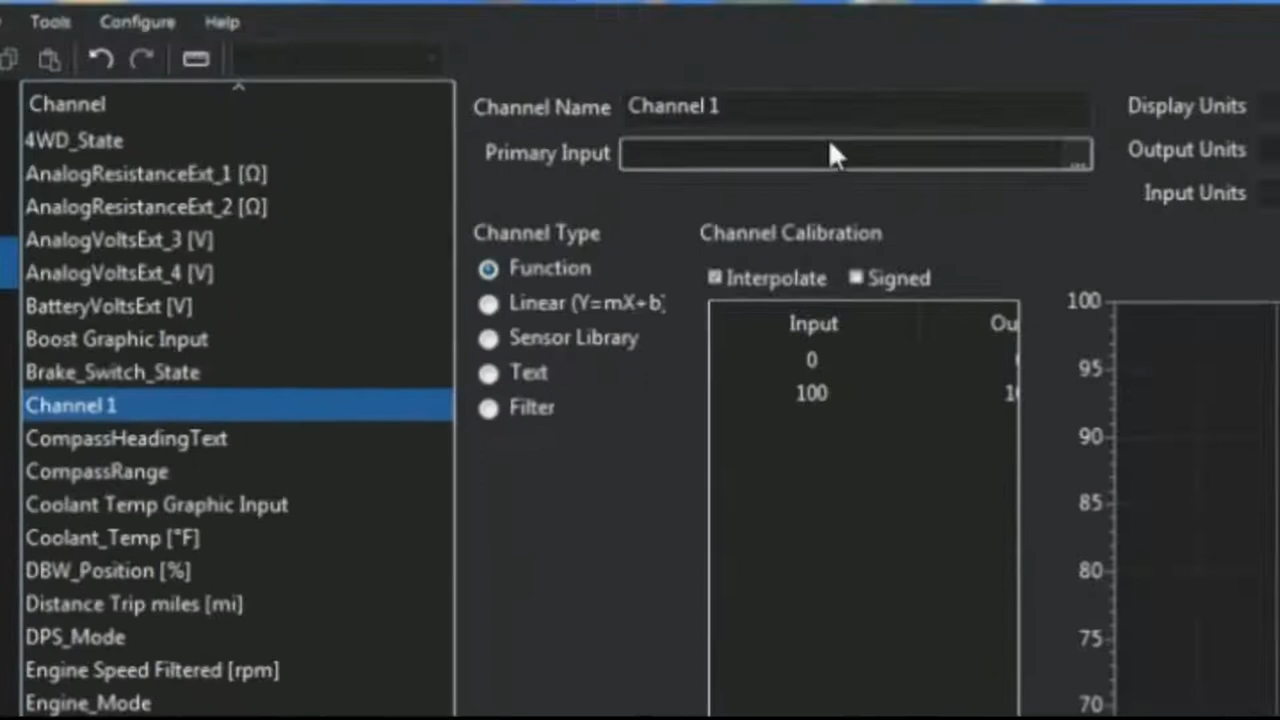 Tools Configure Help
Channel
4WD_State
AnalogResistanceExt_1 [Ω]
AnalogResistanceExt_2 [Ω]
AnalogVoltsExt_3 [V]
AnalogVoltsExt_4 [V]
BatteryVoltsExt [V]
Boost Graphic Input
Brake_Switch_State
Channel 1
CompassHeadingText
CompassRange
Coolant Temp Graphic Input
Coolant_Temp [°F]
DBW_Position [%]
Distance Trip miles [mi]
DPS_Mode
Engine Speed Filtered [rpm]
Engine_Mode
Channel Name Channel 1
Primary Input ...
Display Units
Output Units
Input Units
Channel Type
Function
Linear (Y=mX+b)
Sensor Library
Text
Filter
Channel Calibration
Interpolate Signed
Input Ou
0
100
100
95
90
85
80
75
70